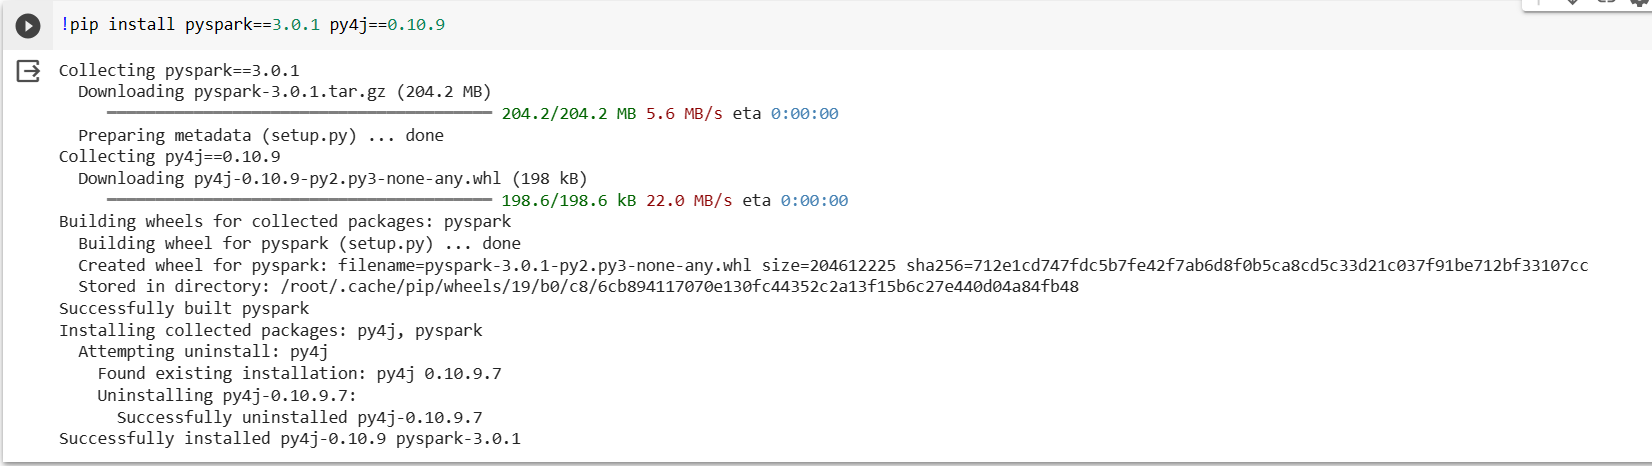 !pip install pyspark==3.0.1 py4j==0.10.9
Collecting pyspark==3.0.1
Downloading pyspark-3.0.1.tar.gz (204.2 MB)
204.2/204.2 MB 5.6 MB/s eta 0:00:00
Preparing metadata (setup.py) ... done
Collecting py4j==0.10.9
Downloading py4j-0.10.9-py2.py3-none-any.whl (198 kB)
198.6/198.6 kB 22.0 MB/s eta 0:00:00
Building wheels for collected packages: pyspark
Building wheel for pyspark (setup.py) ... done
Created wheel for pyspark: filename=pyspark-3.0.1-py2.py3-none-any.whl size=204612225 sha256=712e1cd747fdc5b7fe42f7ab6d8f0b5ca8cd5c33d21c037f91be712bf33107cc
Stored in directory: /root/.cache/pip/wheels/19/b0/c8/6cb894117070e130fc44352c2a13f15b6c27e440d04a84fb48
Successfully built pyspark
Installing collected packages: py4j, pyspark
Attempting uninstall: py4j
Found existing installation: py4j 0.10.9.7
Uninstalling py4j-0.10.9.7:
Successfully uninstalled py4j-0.10.9.7
Successfully installed py4j-0.10.9 pyspark-3.0.1